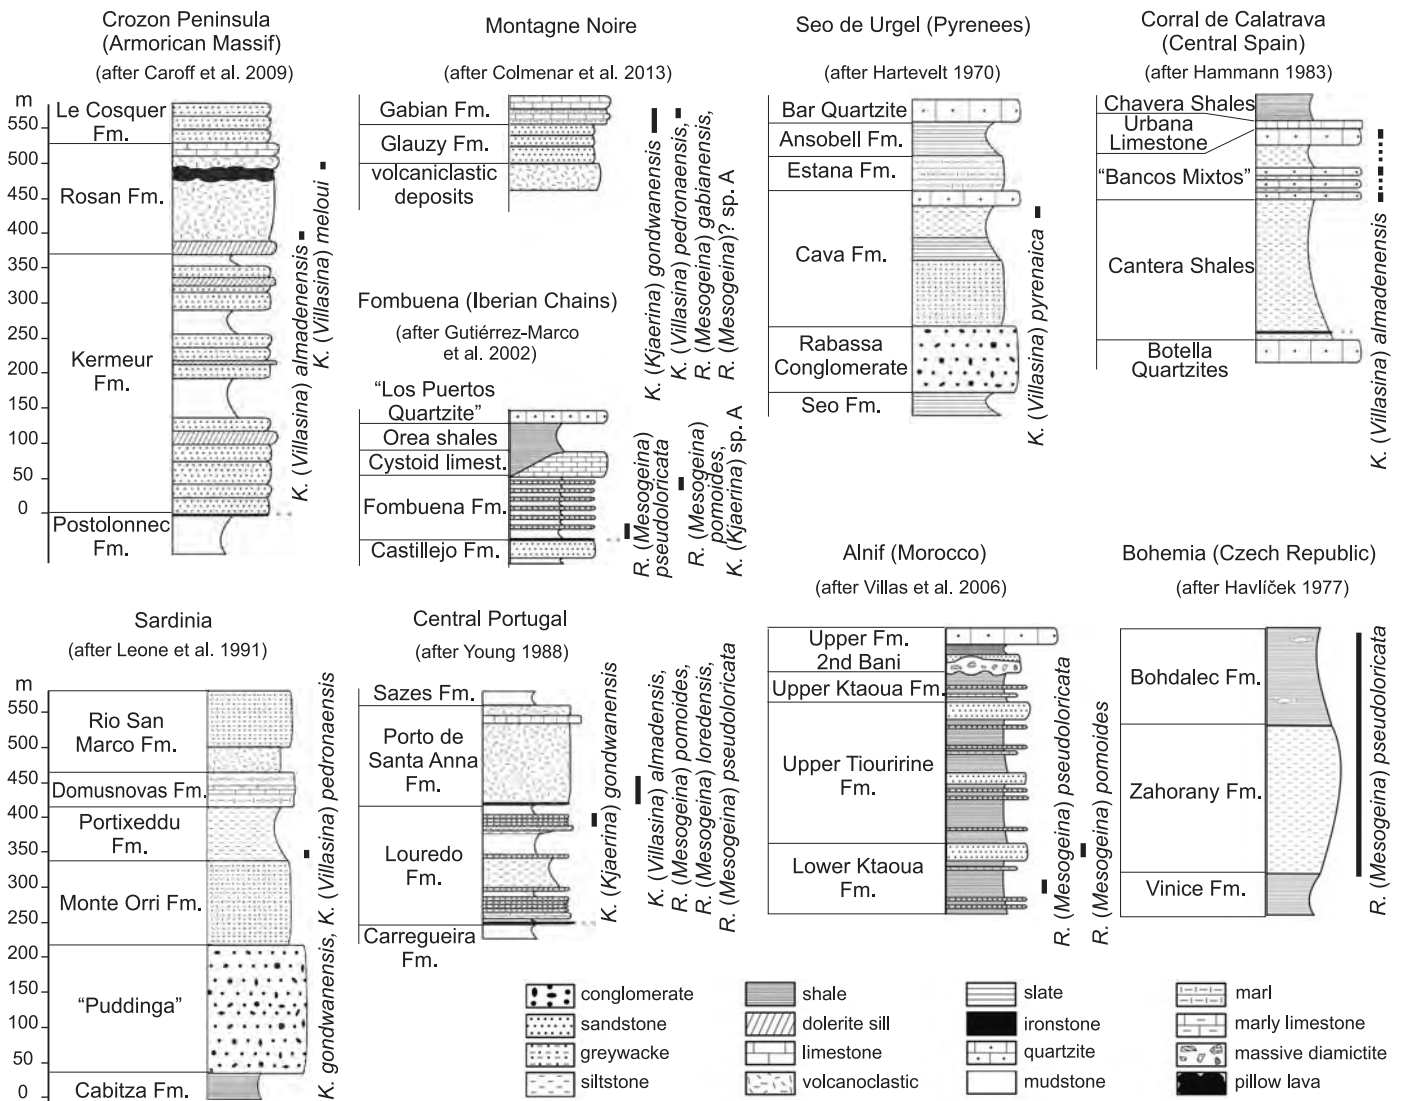 Crozon Peninsula
(Armorican Massif)
(after Caroff et al. 2009)
m
550
500
450
400
350
300
250
200
150
100
50
0
Le Cosquer
Fm.
Rosan Fm.
Kermeur
Fm.
Postolonnec
Fm.
K. (Villasina) almadenensis
K. (Villasina) meloui
Montagne Noire
(after Colmenar et al. 2013)
Gabian Fm.
Glauzy Fm.
volcaniclastic
deposits
K. (Kjaerina) gondwanensis
K. (Villasina) pedronaensis,
R. (Mesogeina) gabianensis,
R. (Mesogeina)? sp. A
Fombuena (Iberian Chains)
(after Gutiérrez-Marco
et al. 2002)
"Los Puertos
Quartzite"
Orea shales
Cystoid limest.
Fombuena Fm.
Castillejo Fm.
R. (Mesogeina)
pseudoloricata
R. (Mesogeina)
pomoides,
K. (Kjaerina) sp. A
Seo de Urgel (Pyrenees)
(after Hartevelt 1970)
Bar Quartzite
Ansobell Fm.
Estana Fm.
Cava Fm.
Rabassa
Conglomerate
Seo Fm.
K. (Villasina) pyrenaica
Corral de Calatrava
(Central Spain)
(after Hammann 1983)
Chavera Shales
Urbana
Limestone
"Bancos Mixtos"
Cantera Shales
Botella
Quartzites
K. (Villasina) almadenensis
Sardinia
(after Leone et al. 1991)
m
550
500
450
400
350
300
250
200
150
100
50
0
Rio San
Marco Fm.
Domusnovas Fm.
Portixeddu
Fm.
Monte Orri Fm.
"Puddinga"
Cabitza Fm.
K. gondwanensis, K. (Villasina) pedronaensis
Central Portugal
(after Young 1988)
Sazes Fm.
Porto de
Santa Anna
Fm.
Louredo
Fm.
Carregueira
Fm.
K. (Kjaerina) gondwanensis
K. (Villasina) almadensis,
R. (Mesogeina) pomoides,
R. (Mesogeina) loredensis,
R. (Mesogeina) pseudoloricata
Alnif (Morocco)
(after Villas et al. 2006)
Upper Fm.
2nd Bani
Upper Ktaoua Fm.
Upper Tiouririne
Fm.
Lower Ktaoua
Fm.
R. (Mesogeina) pseudoloricata
R. (Mesogeina) pomoides
Bohemia (Czech Republic)
(after Havlíček 1977)
Bohdalec Fm.
Zahorany Fm.
Vinice Fm.
R. (Mesogeina) pseudoloricata
conglomerate
sandstone
greywacke
siltstone
shale
dolerite sill
limestone
volcanoclastic
slate
ironstone
quartzite
mudstone
marl
marly limestone
massive diamictite
pillow lava